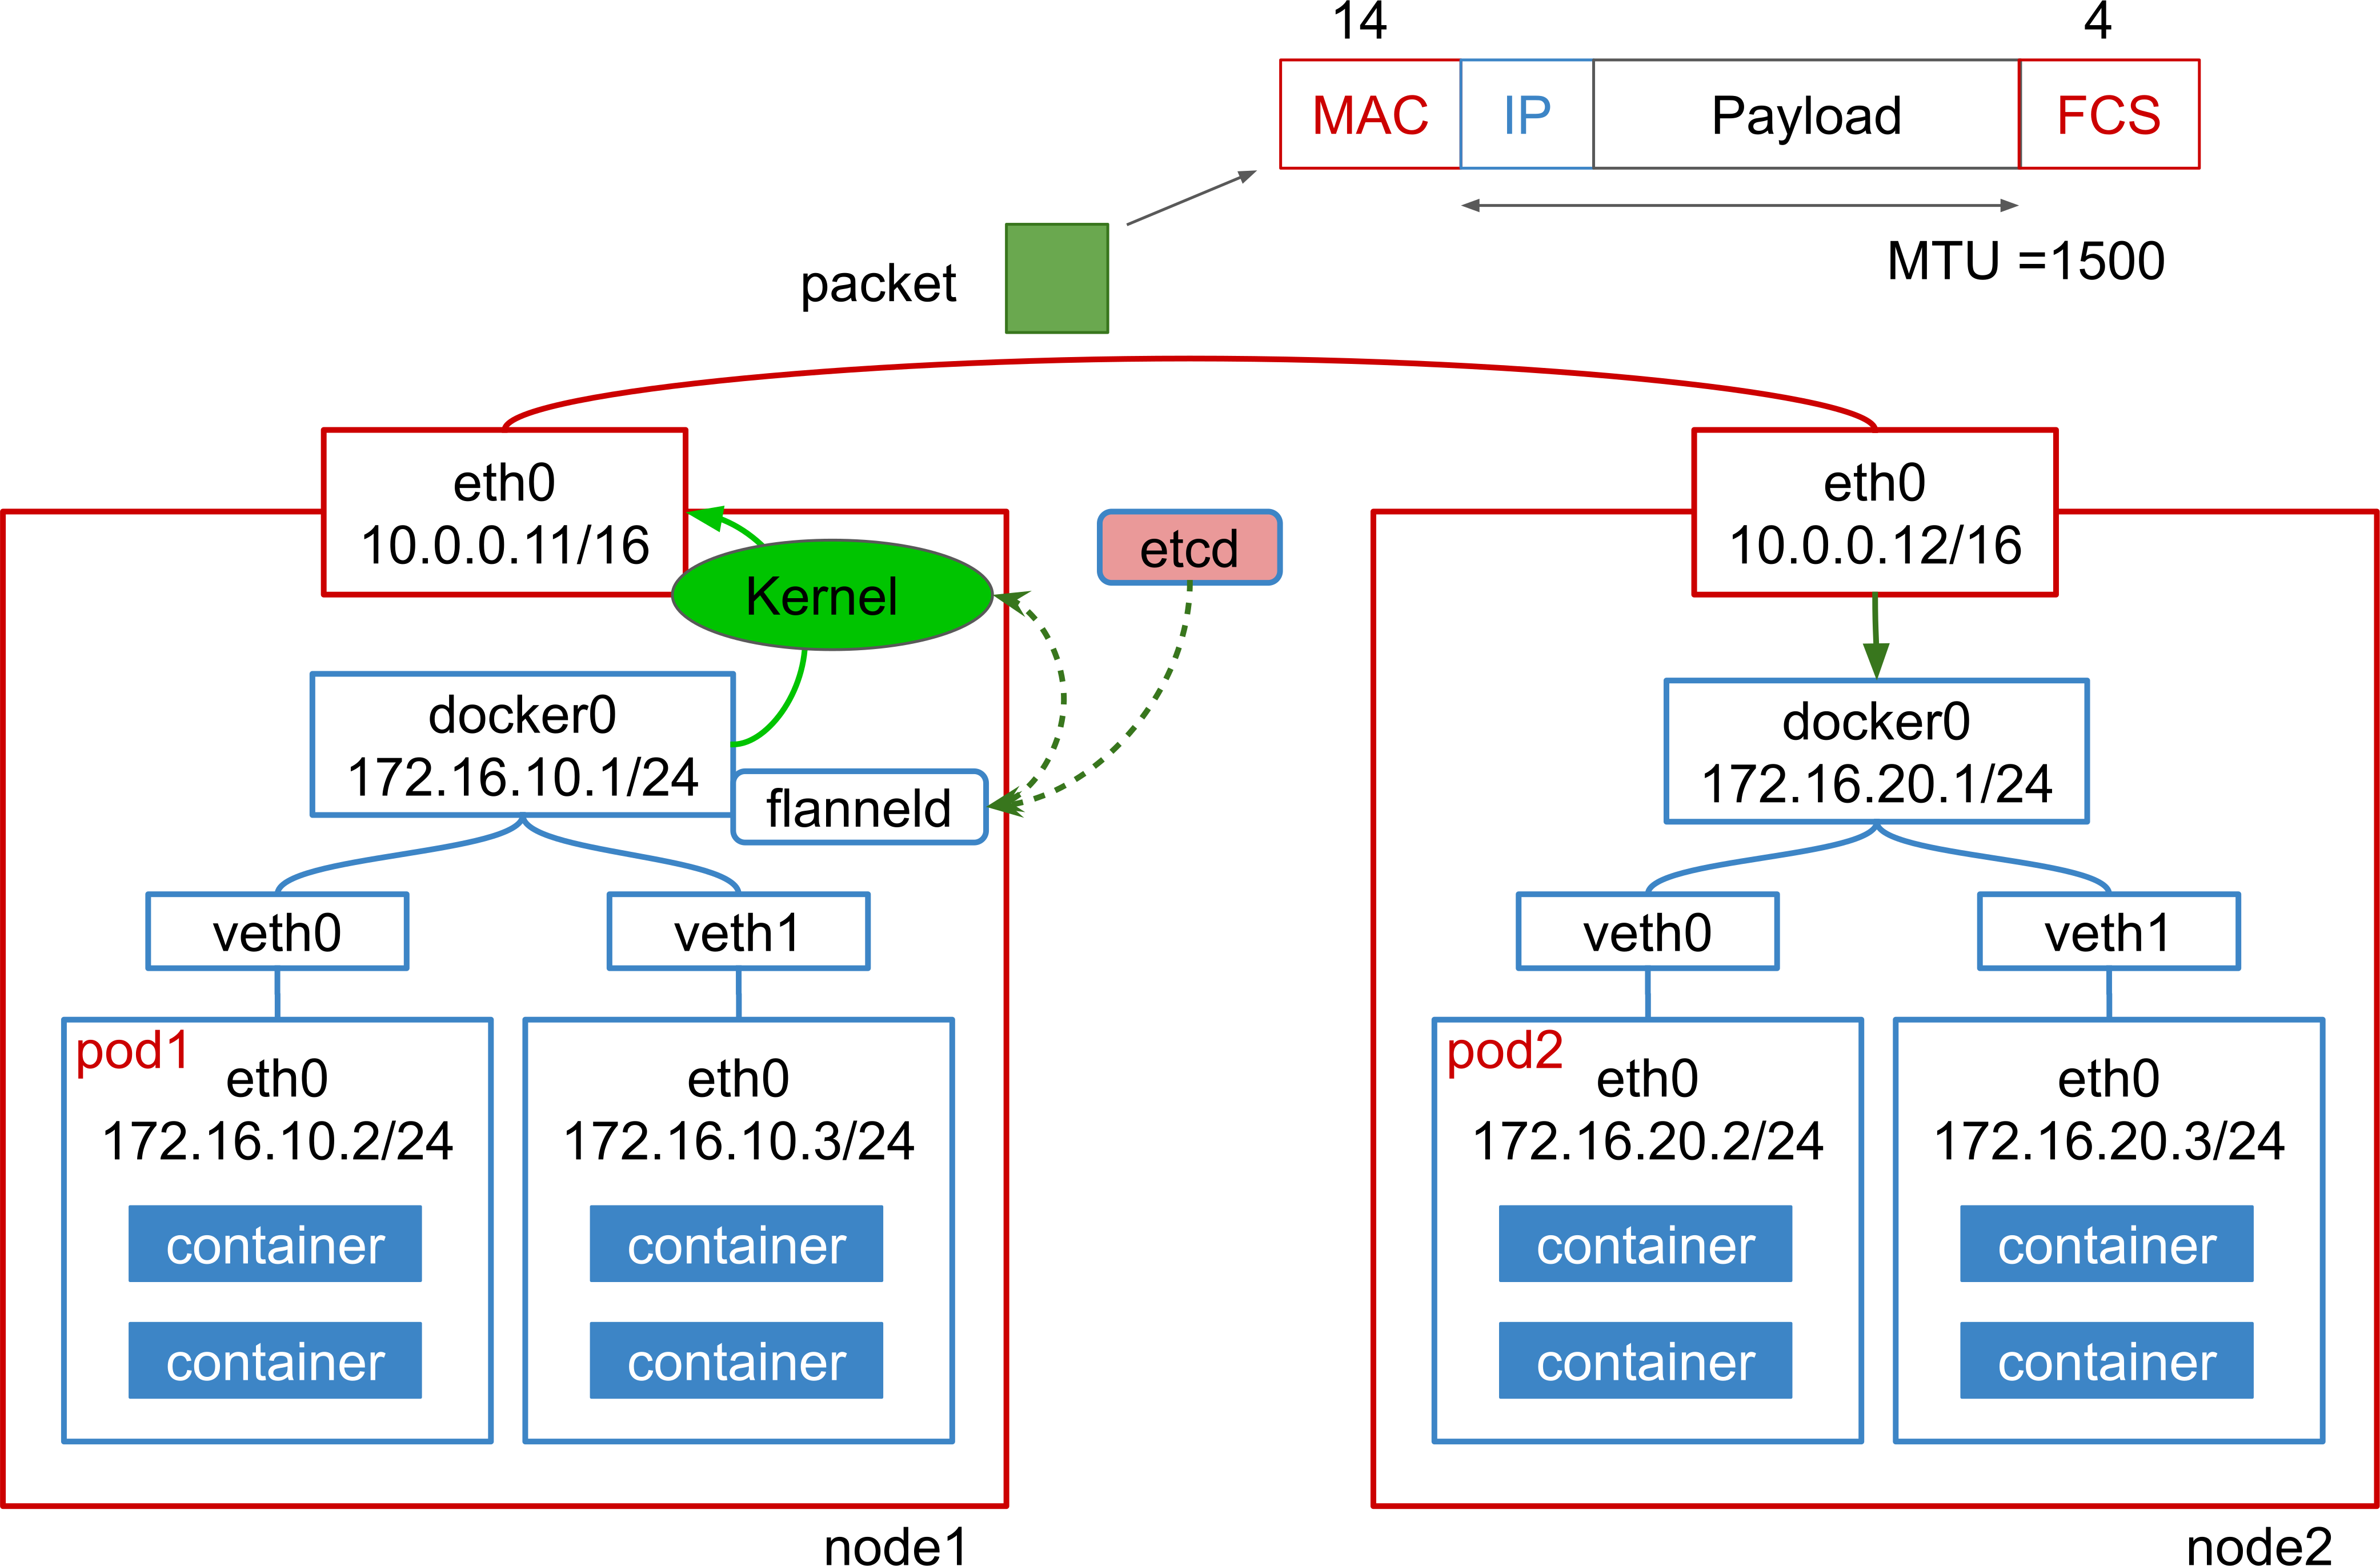 14
4
MAC
IP
Payload
FCS
MTU =1500
packet
eth0
10.0.0.11/16
Kernel
etcd
eth0
10.0.0.12/16
docker0
172.16.10.1/24
flanneld
docker0
172.16.20.1/24
veth0
veth1
veth0
veth1
pod1
eth0
172.16.10.2/24
container
container
eth0
172.16.10.3/24
container
container
pod2
eth0
172.16.20.2/24
container
container
eth0
172.16.20.3/24
container
container
node1
node2